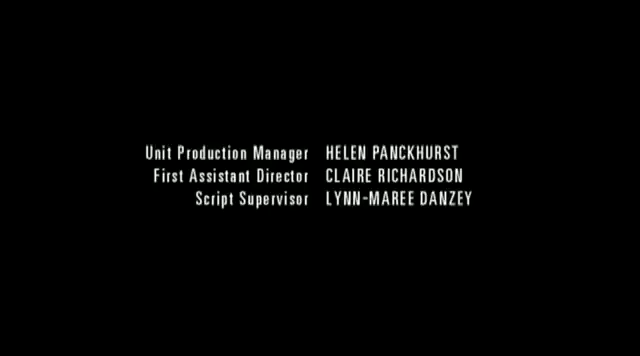 Unit Production Manager HELEN PANCKHURST
First Assistant Director CLAIRE RICHARDSON
Script Supervisor LYNN-MAREE DANZEY